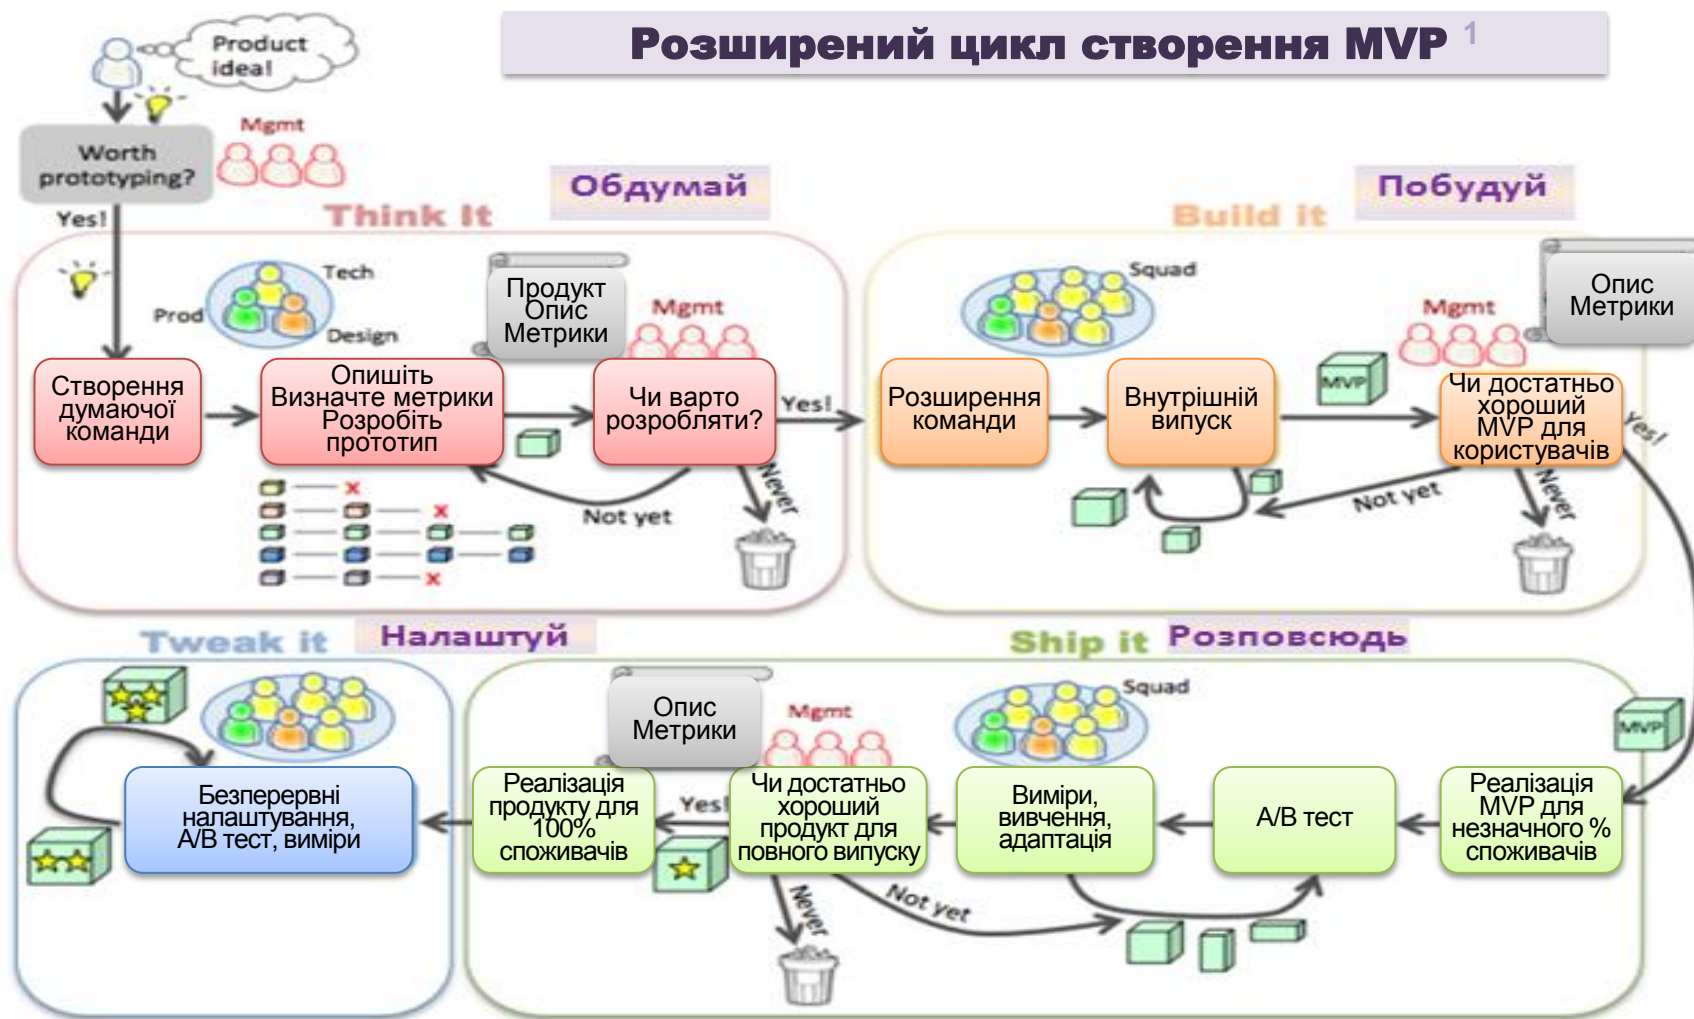 Розширений цикл створення MVP 1
Product
idea!
Worth
prototyping?
Mgmt
Yes!
Think It
Обдумай
Prod
Tech
Design
Продукт
Опис
Метрики
Mgmt
Створення
думаючої
команди
Опишіть
Визначте метрики
Розробіть
прототип
Чи варто
розробляти?
Yes!
Not yet
Never
X
X
X
Build it
Побудуй
Squad
Mgmt
Опис
Метрики
Розширення
команди
Внутрішній
випуск
MVP
Чи достатньо
хороший
MVP для
користувачів
Yes!
Not yet
Never
Tweak it
Налаштуй
Безперервні
налаштування,
A/B тест, виміри
Ship it
Розповсюдь
Опис
Метрики
Mgmt
Squad
MVP
Реалізація
продукту для
100%
споживачів
Yes!
Чи достатньо
хороший
продукт для
повного випуску
Виміри,
вивчення,
адаптація
A/B тест
Реалізація
MVP для
незначного %
споживачів
Never
Not yet